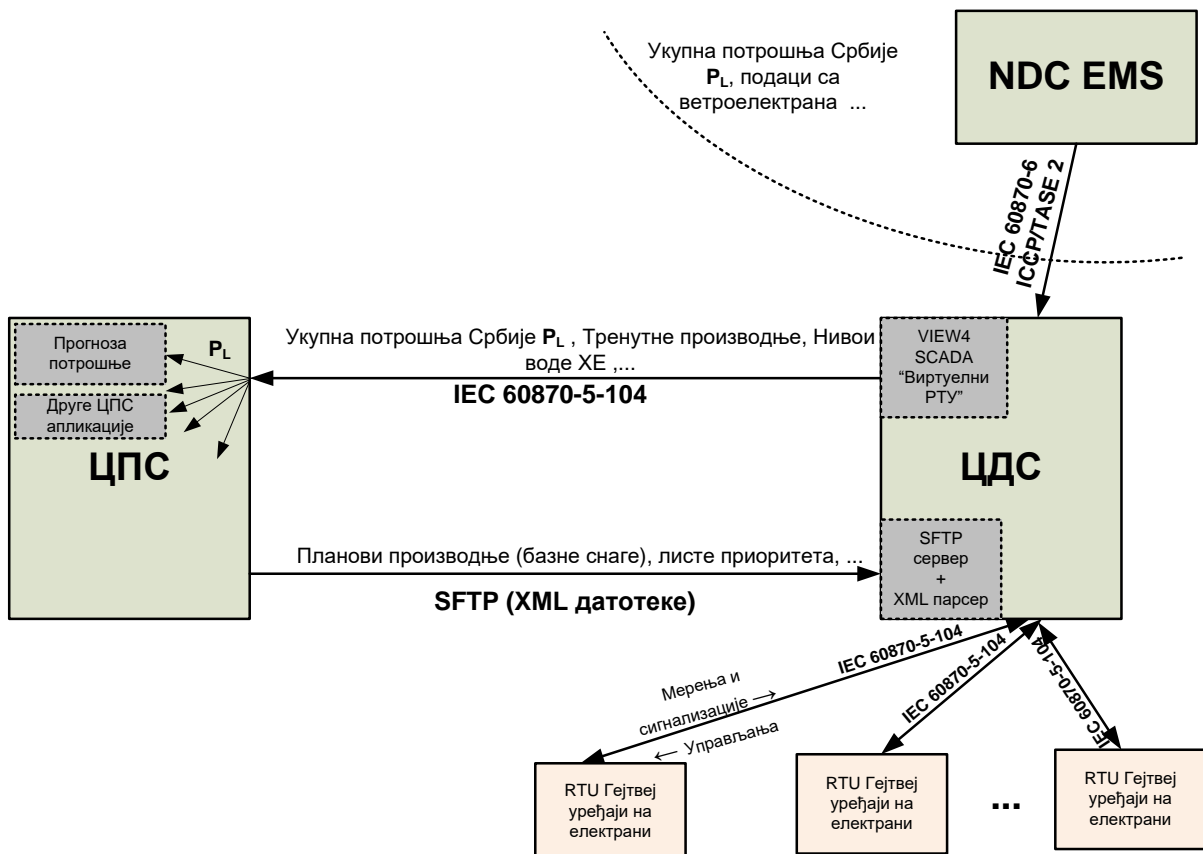 Укупна потрошња Србије
P_L, подаци са
ветроелектрана ...
NDC EMS
IEC 60870-6
ICCP/TASE 2
Прогноза
потрошње
P_L
Друге ЦПС
апликације
ЦПС
Укупна потрошња Србије P_L , Тренутне производње, Нивои
воде ХЕ ,...
IEC 60870-5-104
VIEW4
SCADA
“Виртуелни
РТУ”
ЦДС
Планови производње (базне снаге), листе приоритета, ...
SFTP (XML датотеке)
SFTP
сервер
+
XML парсер
IEC 60870-5-104
IEC 60870-5-104
IEC 60870-5-104
Мерења и
сигнализације →
← Управљања
RTU Гејтвеј
уређаји на
електрани
RTU Гејтвеј
уређаји на
електрани
...
RTU Гејтвеј
уређаји на
електрани